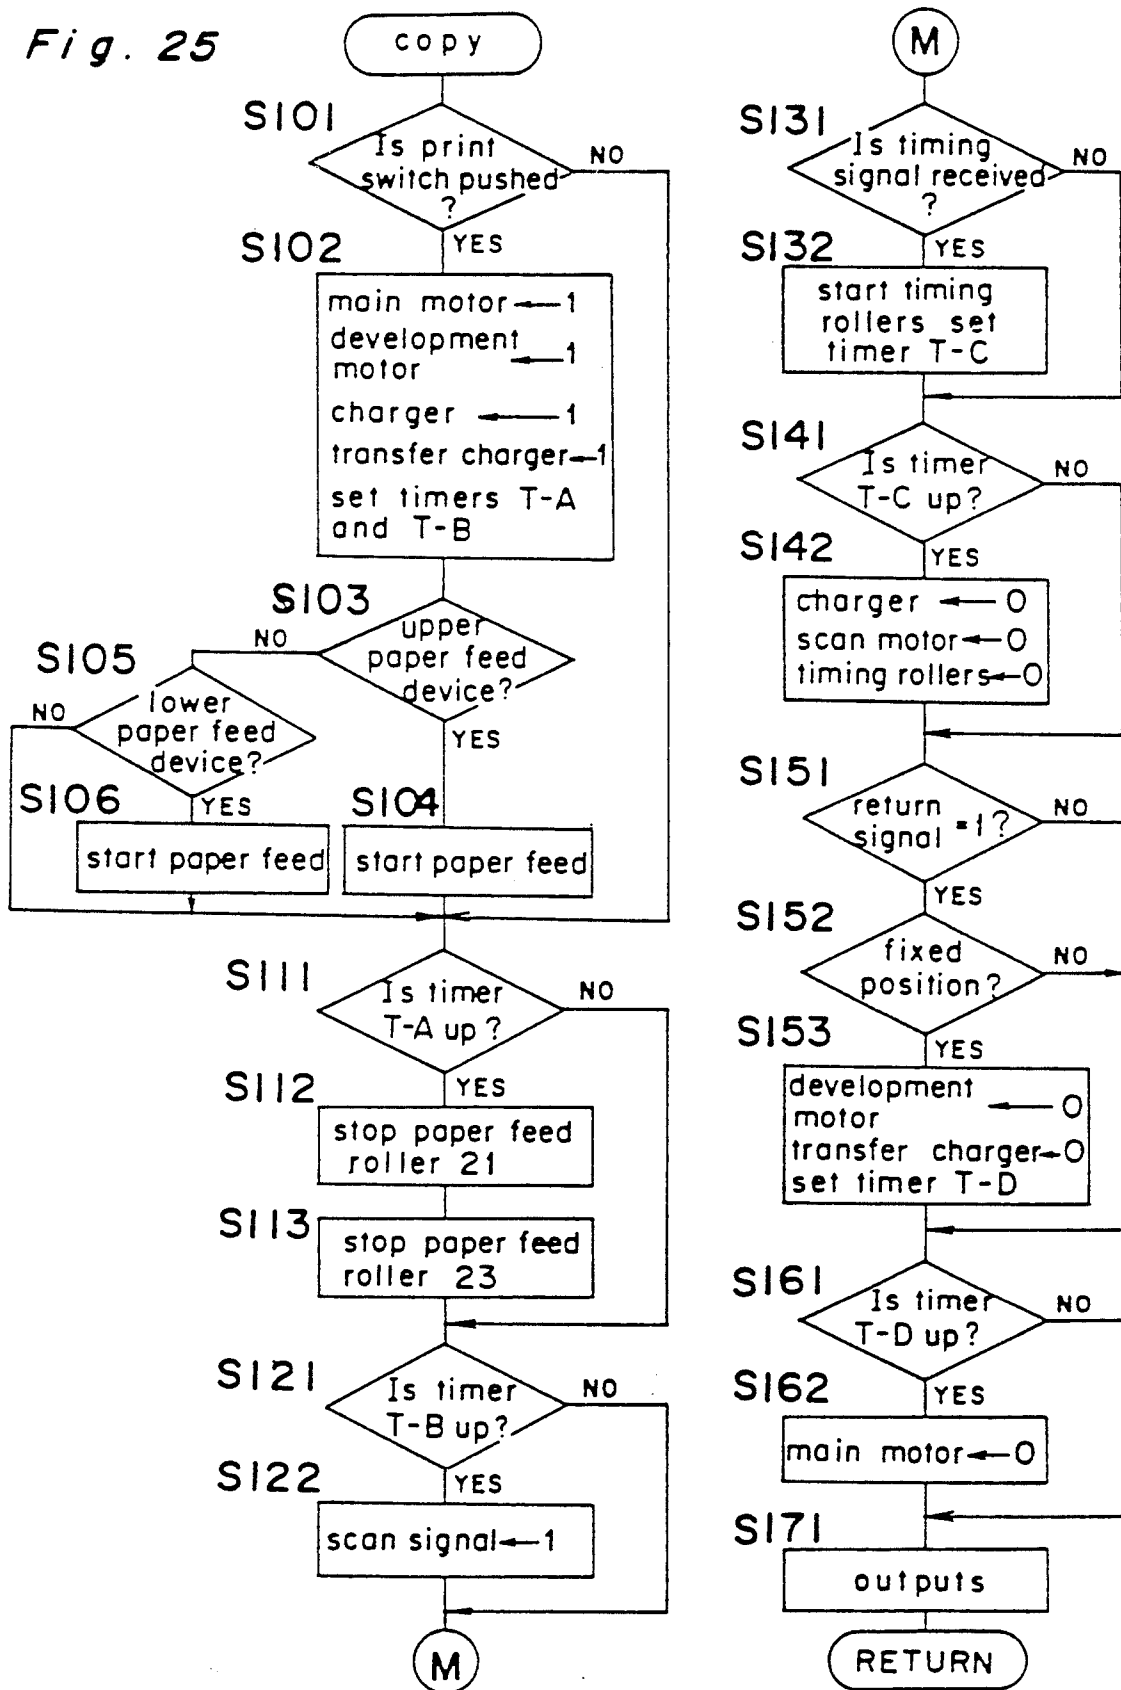 Fig. 25
copy
S101
Is print
switch pushed
?
NO
YES
S102
main motor ← 1
development
motor ← 1
charger ← 1
transfer charger ← 1
set timers T-A
and T-B
S103
upper
paper feed
device?
NO
YES
S105
lower
paper feed
device?
NO
YES
S106
start paper feed
S104
start paper feed
S111
Is timer
T-A up?
NO
YES
S112
stop paper feed
roller 21
S113
stop paper feed
roller 23
S121
Is timer
T-B up?
NO
YES
S122
scan signal ← 1
M
M
S131
Is timing
signal received
?
NO
YES
S132
start timing
rollers set
timer T-C
S141
Is timer
T-C up?
NO
YES
S142
charger ← 0
scan motor ← 0
timing rollers ← 0
S151
return
signal = 1?
NO
YES
S152
fixed
position?
NO
YES
S153
development
motor ← 0
transfer charger ← 0
set timer T-D
S161
Is timer
T-D up?
NO
YES
S162
main motor ← 0
S171
outputs
RETURN